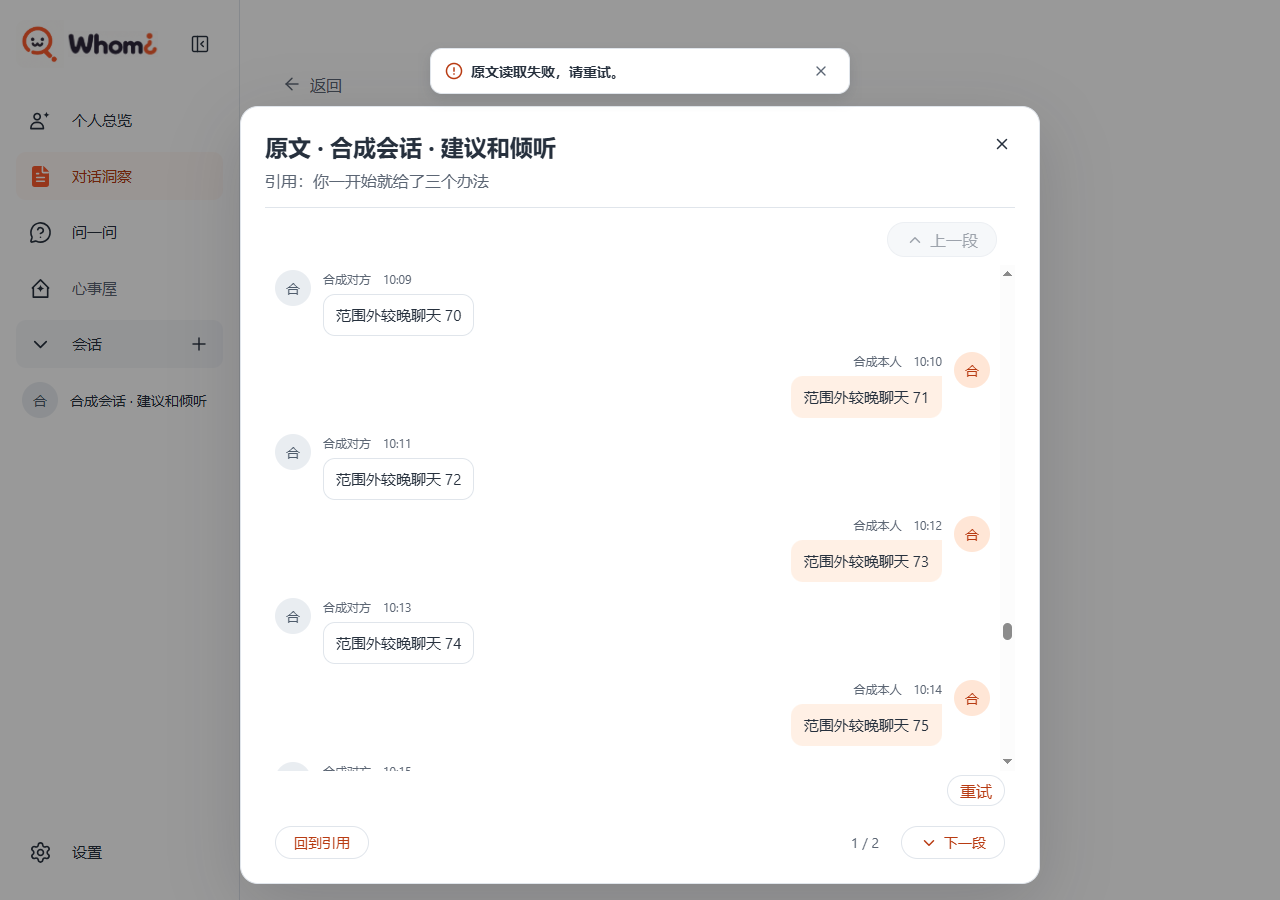 Whomi
个人总览
对话洞察
问一问
心事屋
会话
合 合成会话 · 建议和倾听
设置
返回
原文读取失败，请重试。
原文 · 合成会话 · 建议和倾听
引用：你一开始就给了三个办法
上一段
合 合成对方 10:09
范围外较晚聊天 70
合成本人 10:10 合
范围外较晚聊天 71
合 合成对方 10:11
范围外较晚聊天 72
合成本人 10:12 合
范围外较晚聊天 73
合 合成对方 10:13
范围外较晚聊天 74
合成本人 10:14 合
范围外较晚聊天 75
合成对方 10:15
重试
回到引用 1 / 2 下一段